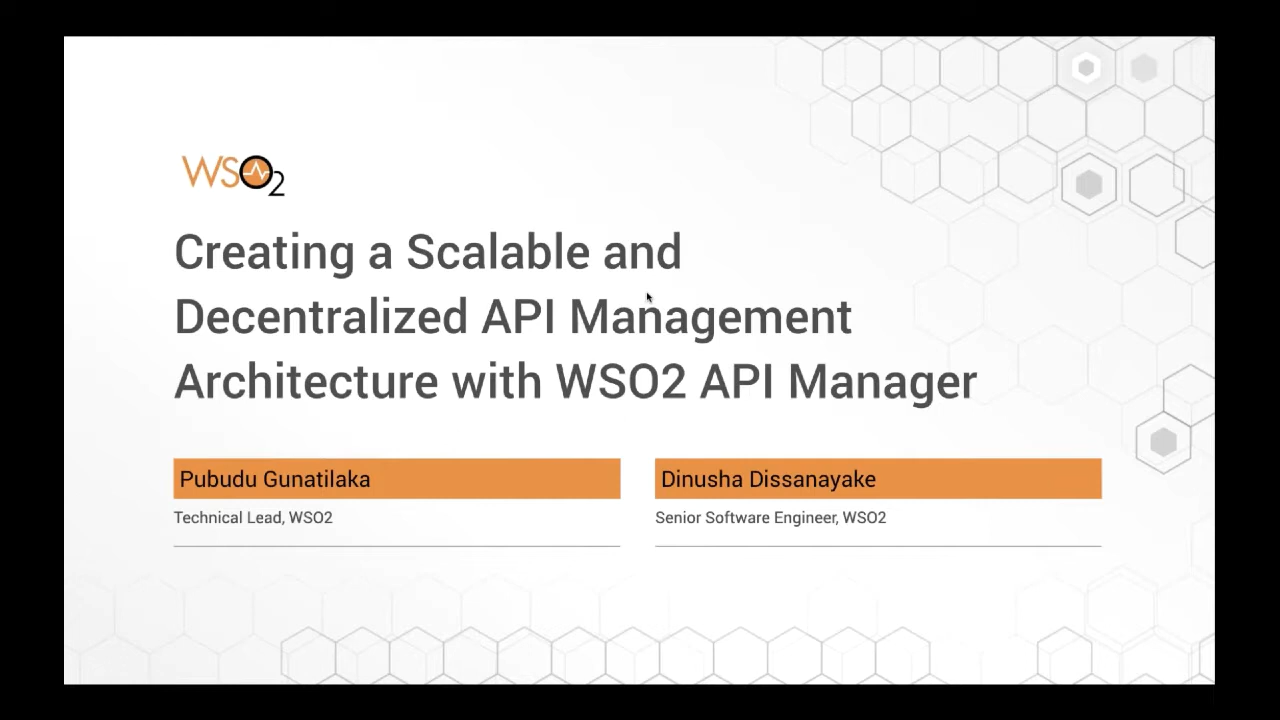 WSO2
Creating a Scalable and
Decentralized API Management
Architecture with WSO2 API Manager
Pubudu Gunatilaka
Dinusha Dissanayake
Technical Lead, WSO2
Senior Software Engineer, WSO2